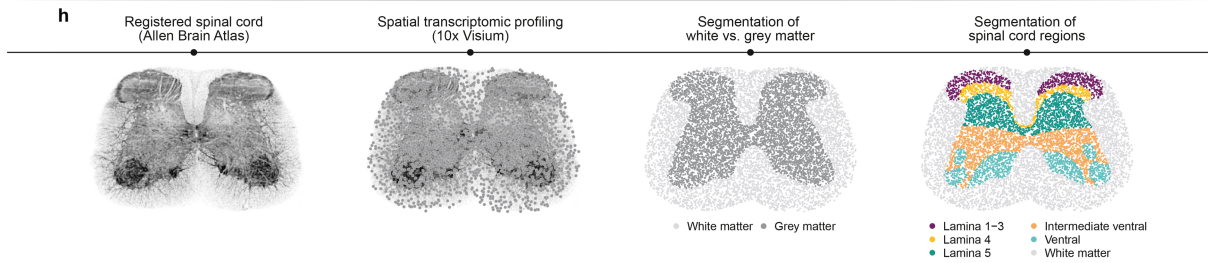 h
Registered spinal cord
(Allen Brain Atlas)
Spatial transcriptomic profiling
(10x Visium)
Segmentation of
white vs. grey matter
Segmentation of
spinal cord regions
White matter
Grey matter
Lamina 1–3
Lamina 4
Lamina 5
Intermediate ventral
Ventral
White matter